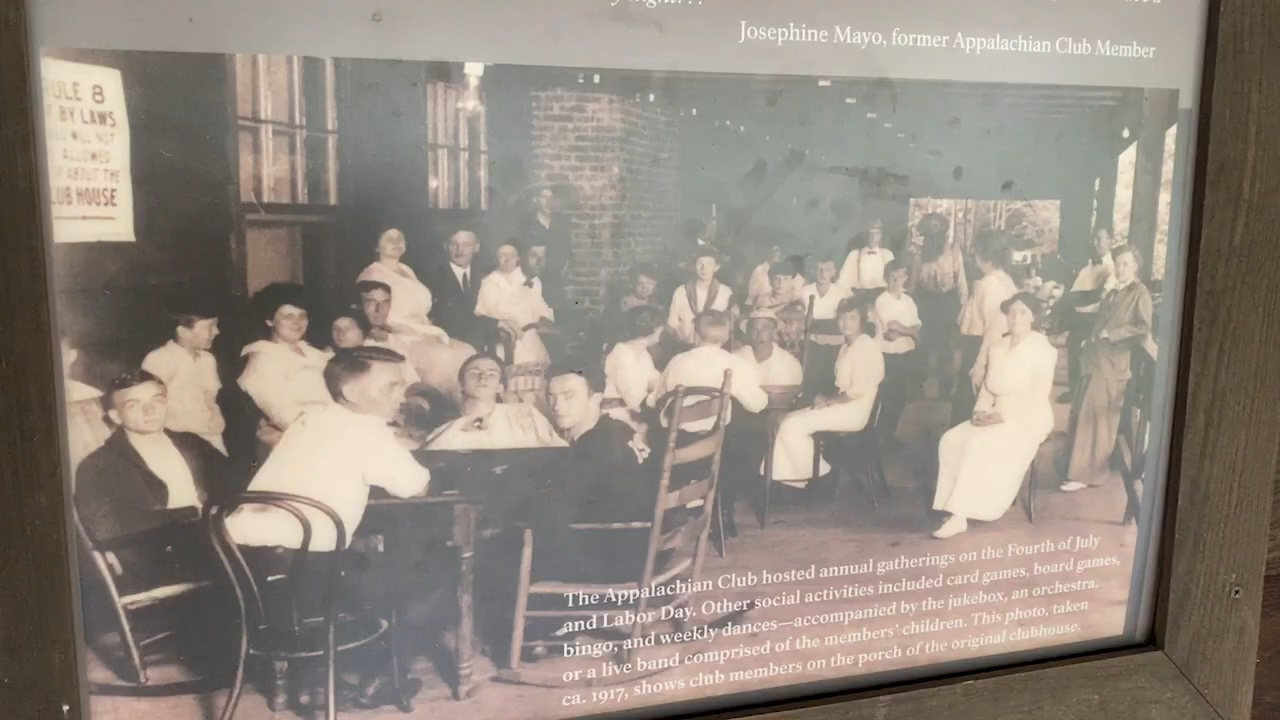 Josephine Mayo, former Appalachian Club Member
ULE 8
BY LAWS
WILL NOT
ALLOWED
ABOUT THE
LUB HOUSE
The Appalachian Club hosted annual gatherings on the Fourth of July
and Labor Day. Other social activities included card games, board games,
bingo, and weekly dances—accompanied by the jukebox, an orchestra,
or a live band comprised of the members' children. This photo, taken
ca. 1917, shows club members on the porch of the original clubhouse.